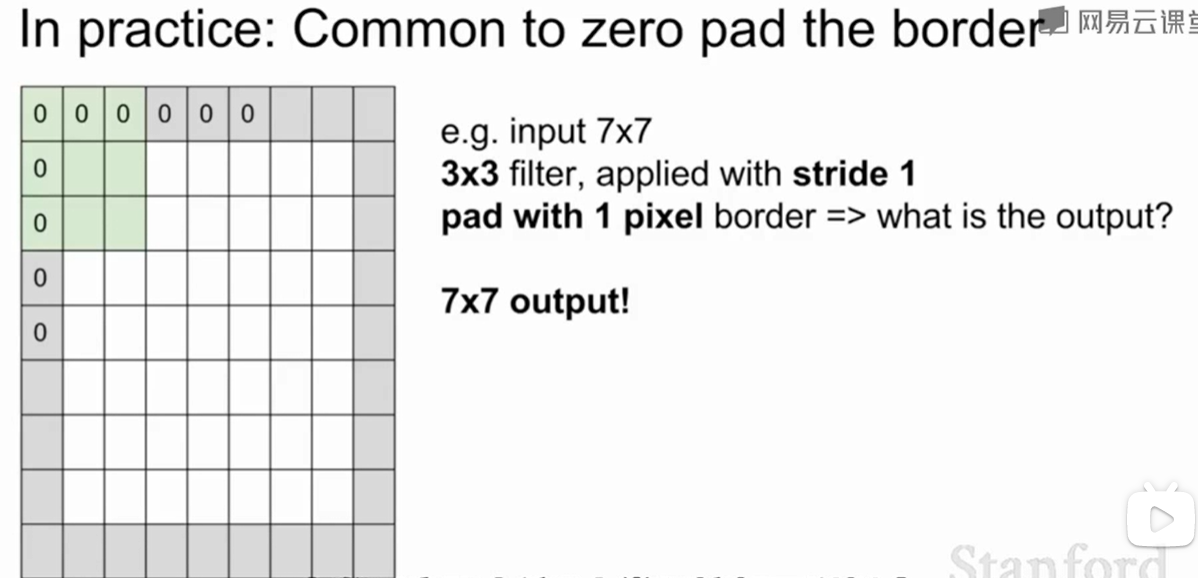 In practice: Common to zero pad the border
网易云课堂
0 0 0 0 0 0
0
0
0
0
e.g. input 7x7
3x3 filter, applied with stride 1
pad with 1 pixel border => what is the output?
7x7 output!
Stanford